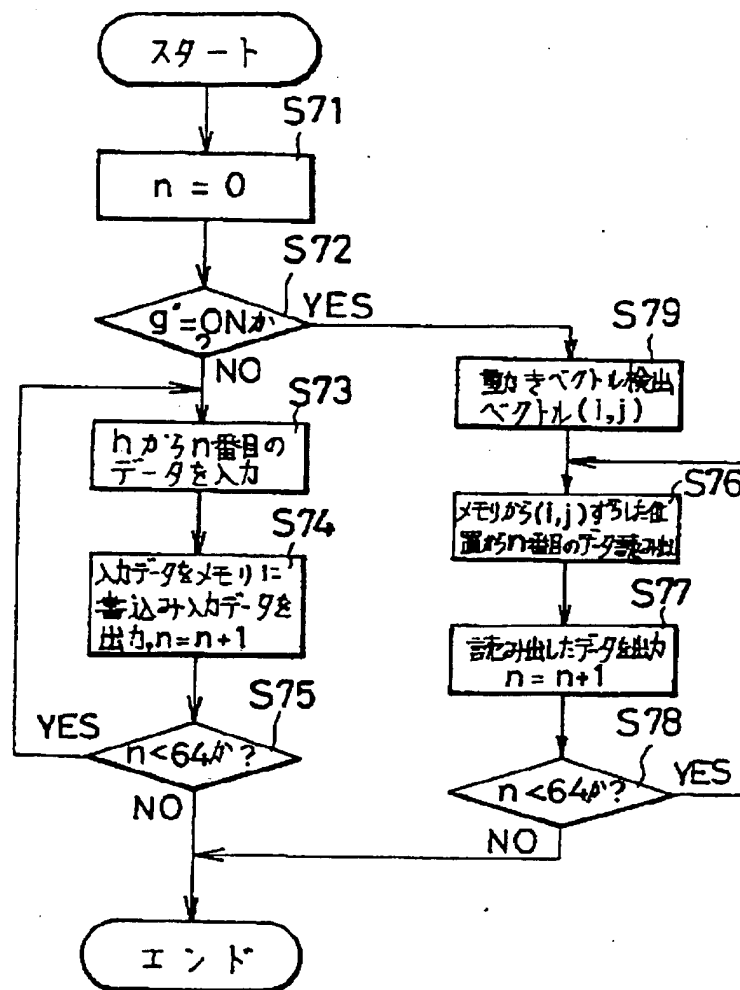 スタート
S71
n = 0
S72
g″=ONか
?
YES
NO
S73
hからn番目の
データを入力
S74
入力データをメモリに
書込み入力データを
出力,n=n+1
S75
YES
n<64か?
NO
S79
動きベクトル検出
ベクトル(i,j)
S76
メモリから(i,j)ずらした位
置からn番目のデータ読み出
S77
読み出したデータを出力
n = n+1
S78
n<64か?
YES
NO
エンド